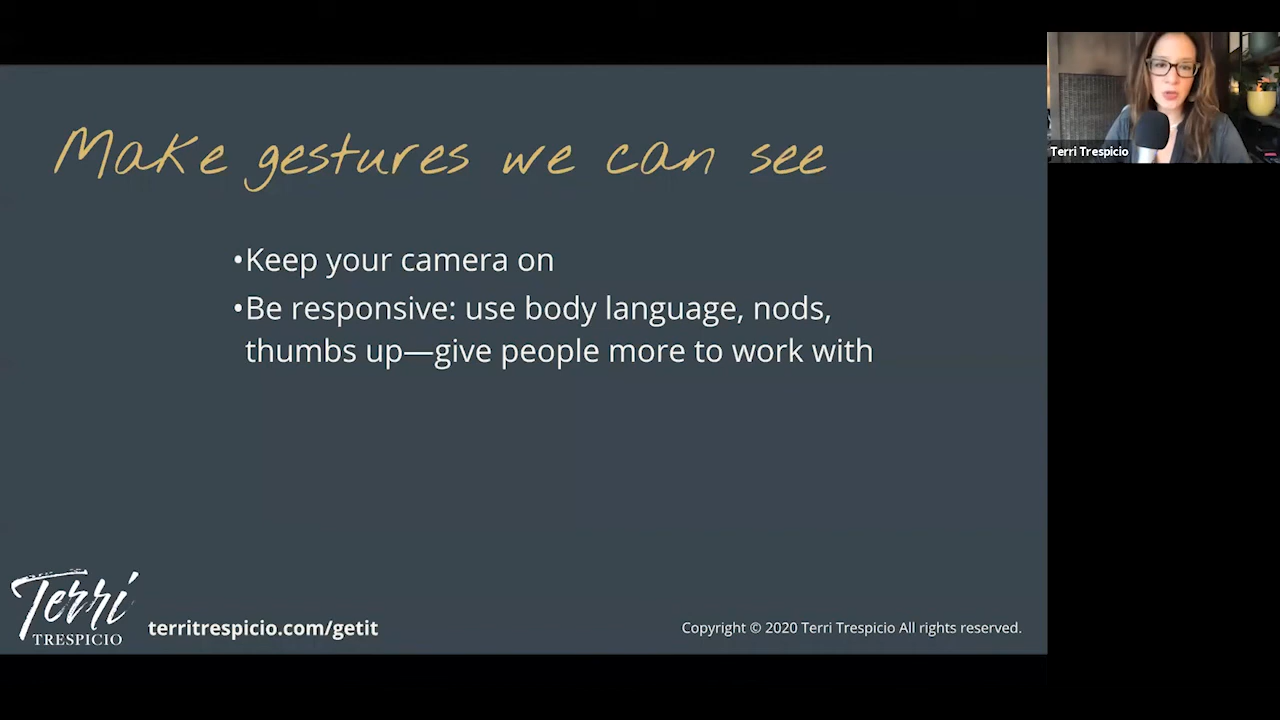 Make gestures we can see
•Keep your camera on
•Be responsive: use body language, nods,
thumbs up—give people more to work with
Terri
TRESPICIO
territrespicio.com/getit
Copyright © 2020 Terri Trespicio All rights reserved.
Terri Trespicio